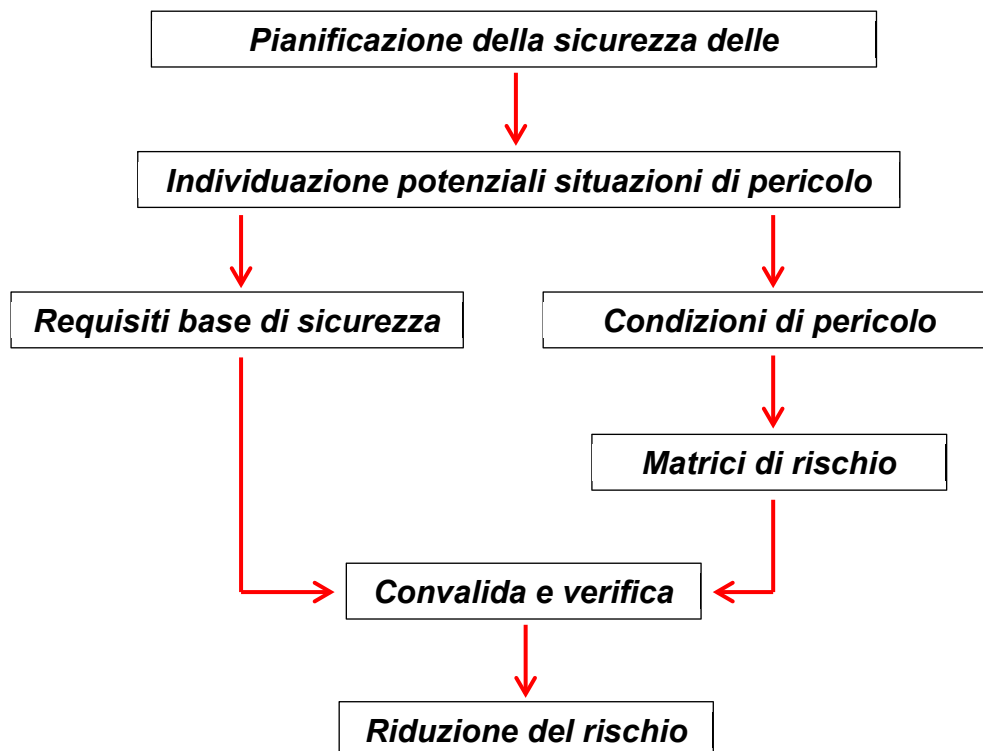 Pianificazione della sicurezza delle
Individuazione potenziali situazioni di pericolo
Requisiti base di sicurezza
Condizioni di pericolo
Matrici di rischio
Convalida e verifica
Riduzione del rischio